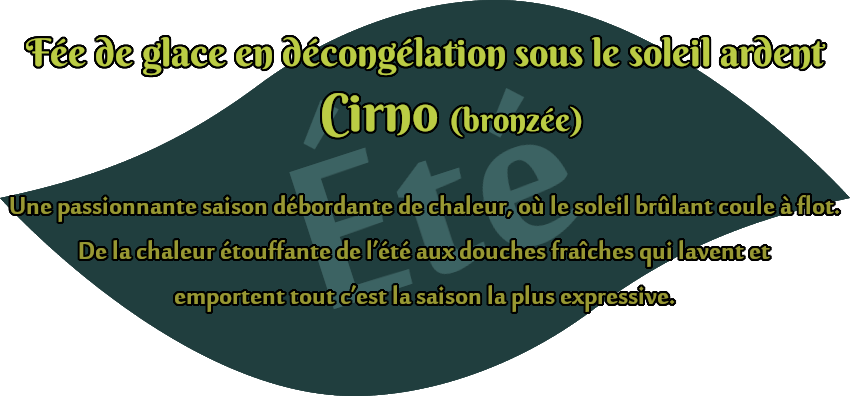 Fée de glace en décongélation sous le soleil ardent
Cirno (bronzée)
Été
Une passionnante saison débordante de chaleur, où le soleil brûlant coule à flot.
De la chaleur étouffante de l'été aux douches fraîches qui lavent et
emportent tout c'est la saison la plus expressive.